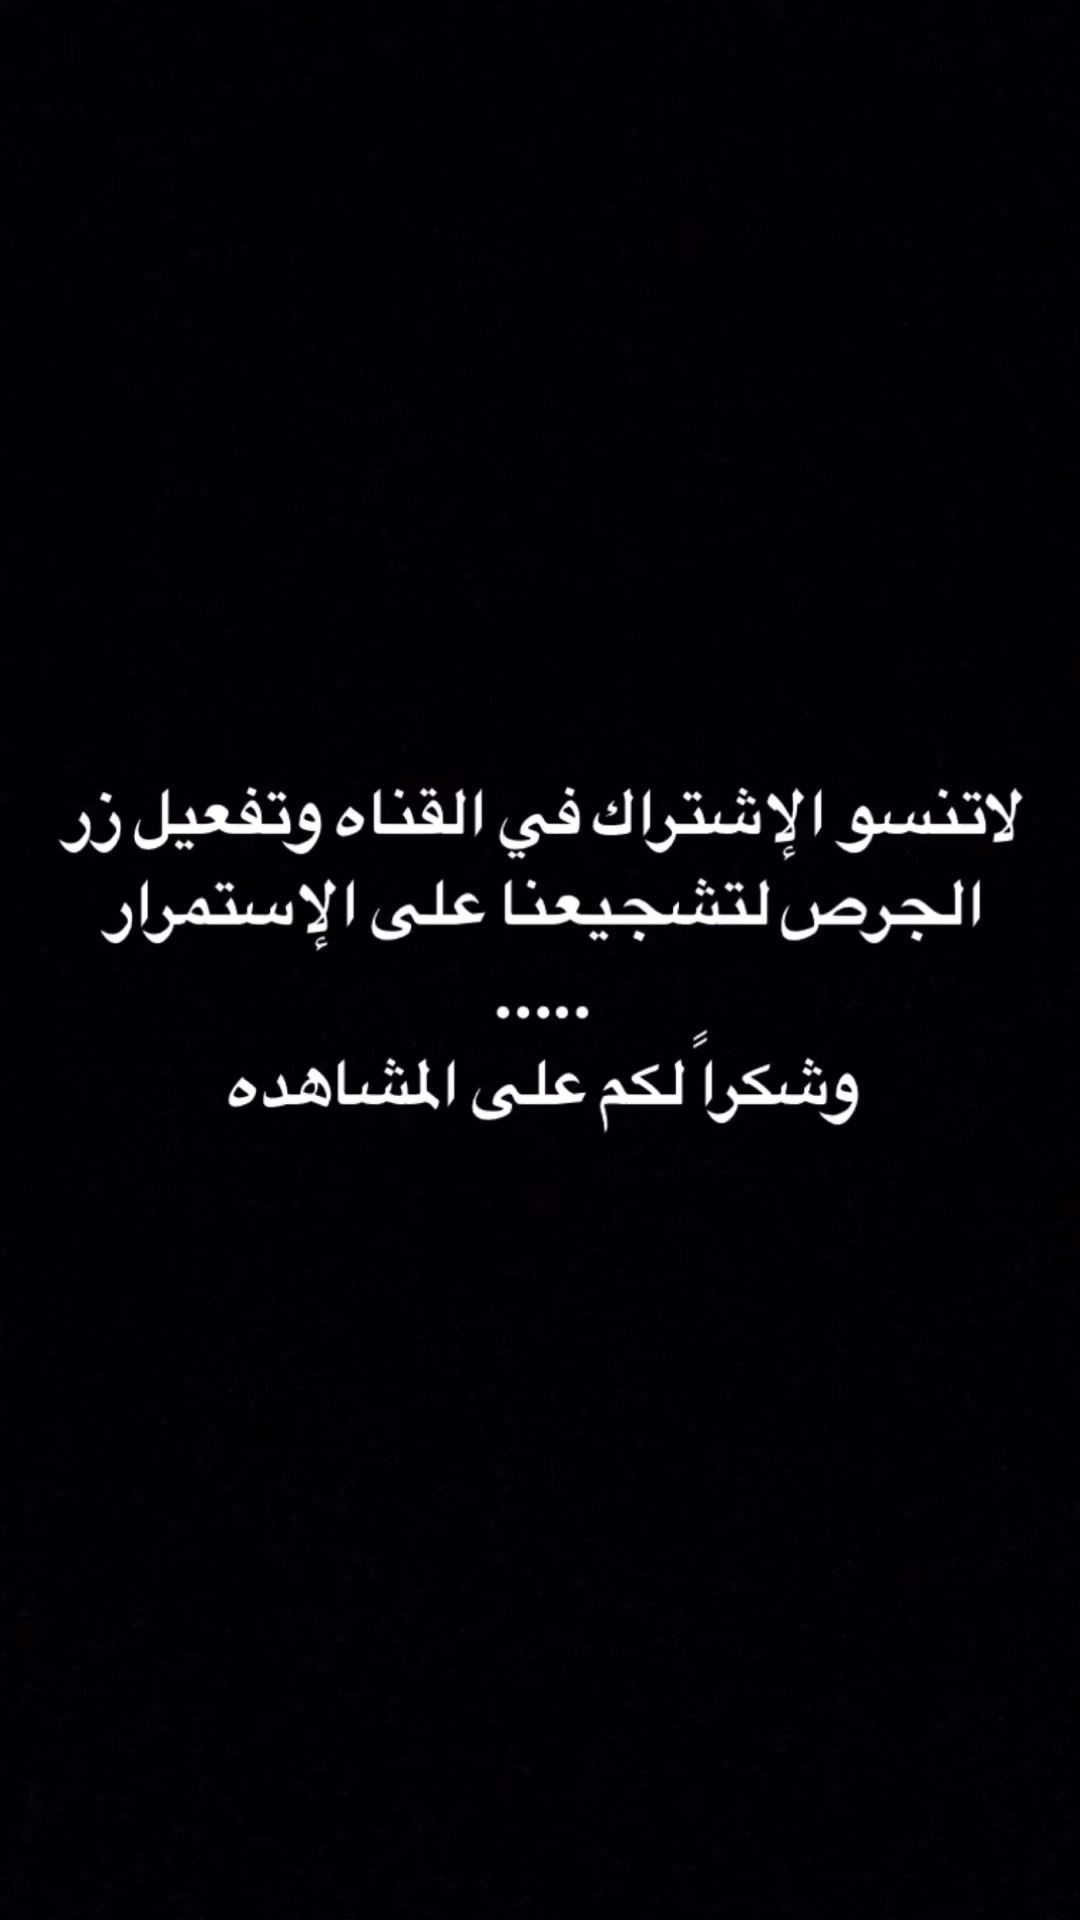 لاتنسو الإشتراك في القناه وتفعيل زر
الجرص لتشجيعنا على الإستمرار
.....
وشكراً لكم على المشاهده